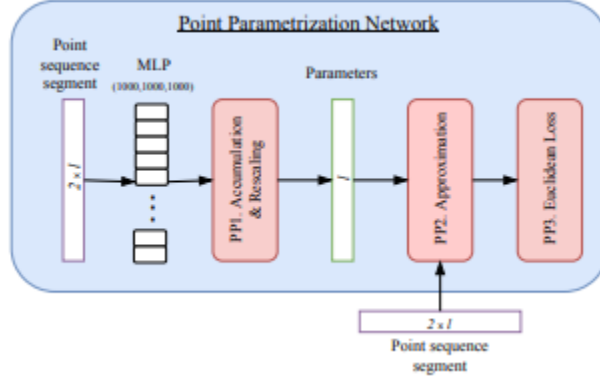 Point Parametrization Network
Point
sequence
segment
MLP
(1000,1000,1000)
Parameters
2 × l
PP1. Accumulation
& Rescaling
l
PP2. Approximation
PP3. Euclidean Loss
2 × l
Point sequence
segment